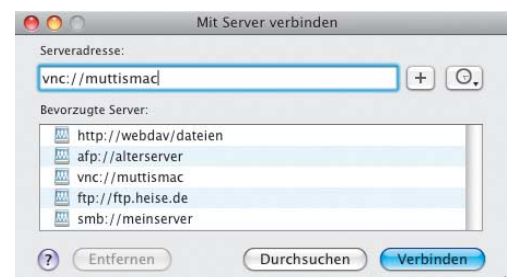 Mit Server verbinden
Serveradresse:
vnc://muttismac
+
Bevorzugte Server:
http://webdav/dateien
afp://alterserver
vnc://muttismac
ftp://ftp.heise.de
smb://meinserver
? Entfernen Durchsuchen Verbinden